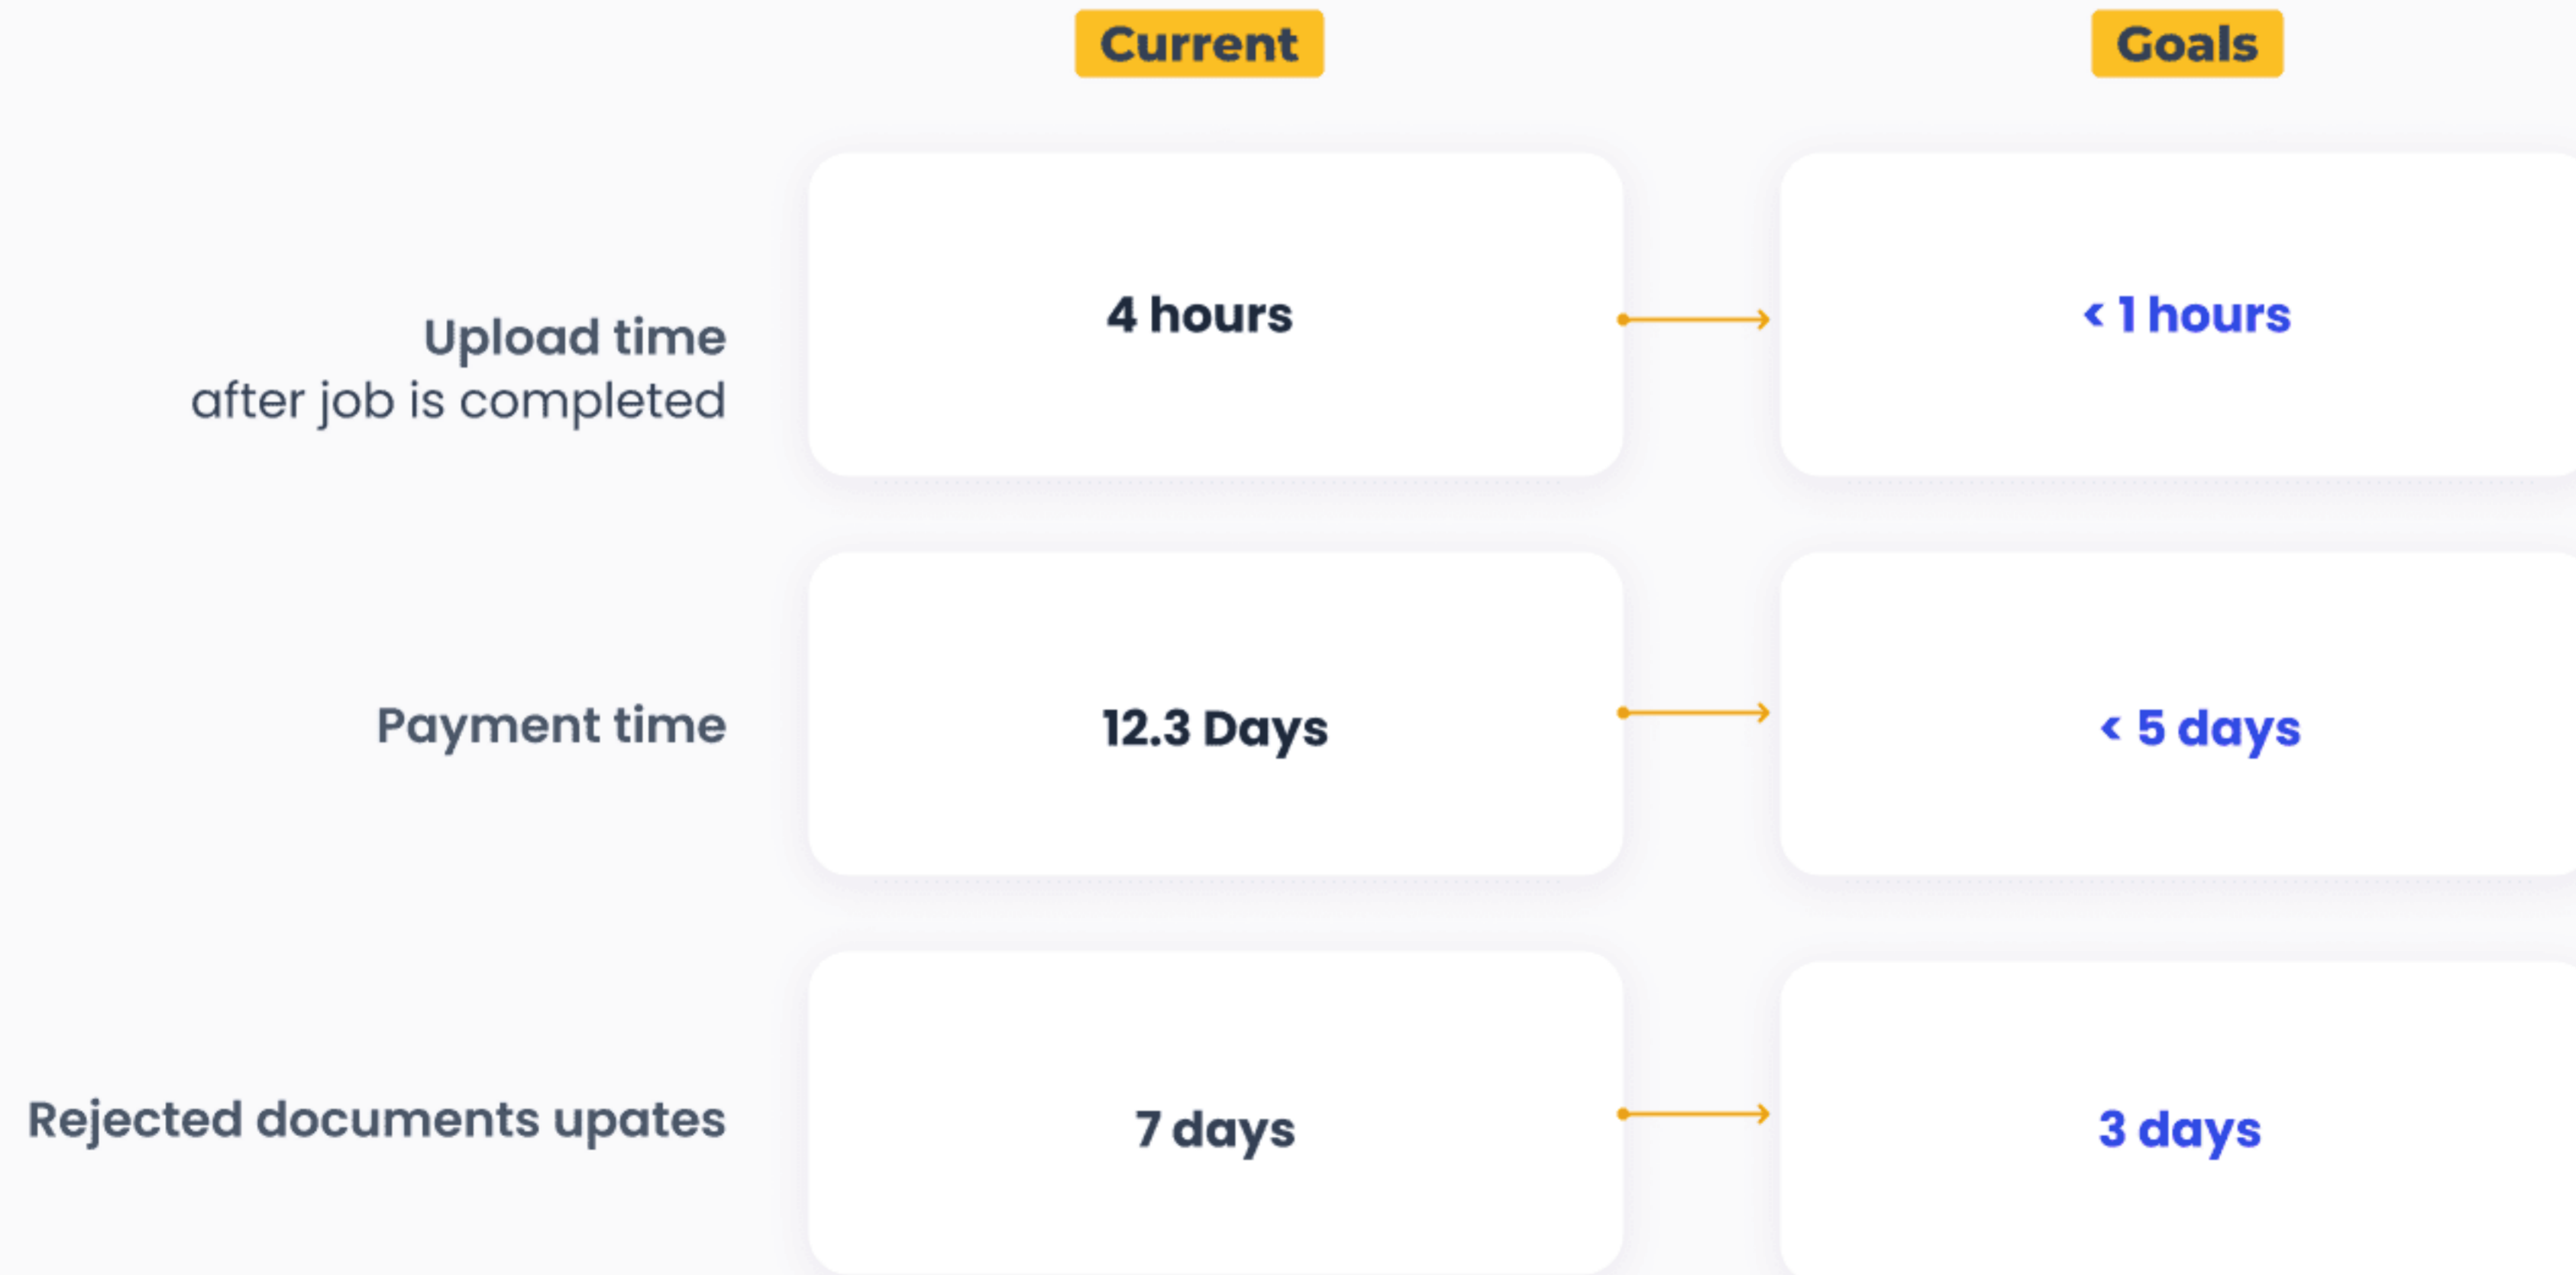 Current
Goals
Upload time
after job is completed
4 hours
< 1 hours
Payment time
12.3 Days
< 5 days
Rejected documents upates
7 days
3 days